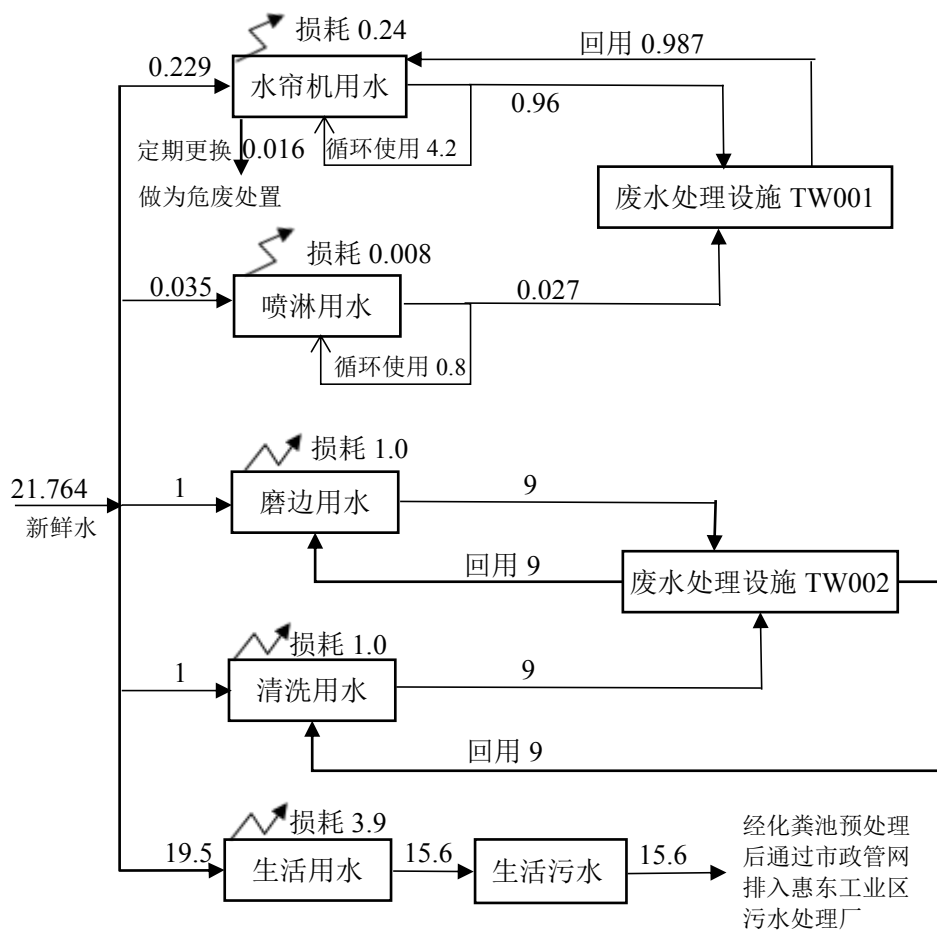 损耗 0.24
回用 0.987
0.229
水帘机用水
0.96
定期更换 0.016
循环使用 4.2
做为危废处置
废水处理设施 TW001
损耗 0.008
0.035
喷淋用水
0.027
循环使用 0.8
损耗 1.0
21.764
新鲜水
1
磨边用水
9
回用 9
废水处理设施 TW002
损耗 1.0
1
清洗用水
9
回用 9
损耗 3.9
19.5
生活用水
15.6
生活污水
15.6
经化粪池预处理
后通过市政管网
排入惠东工业区
污水处理厂